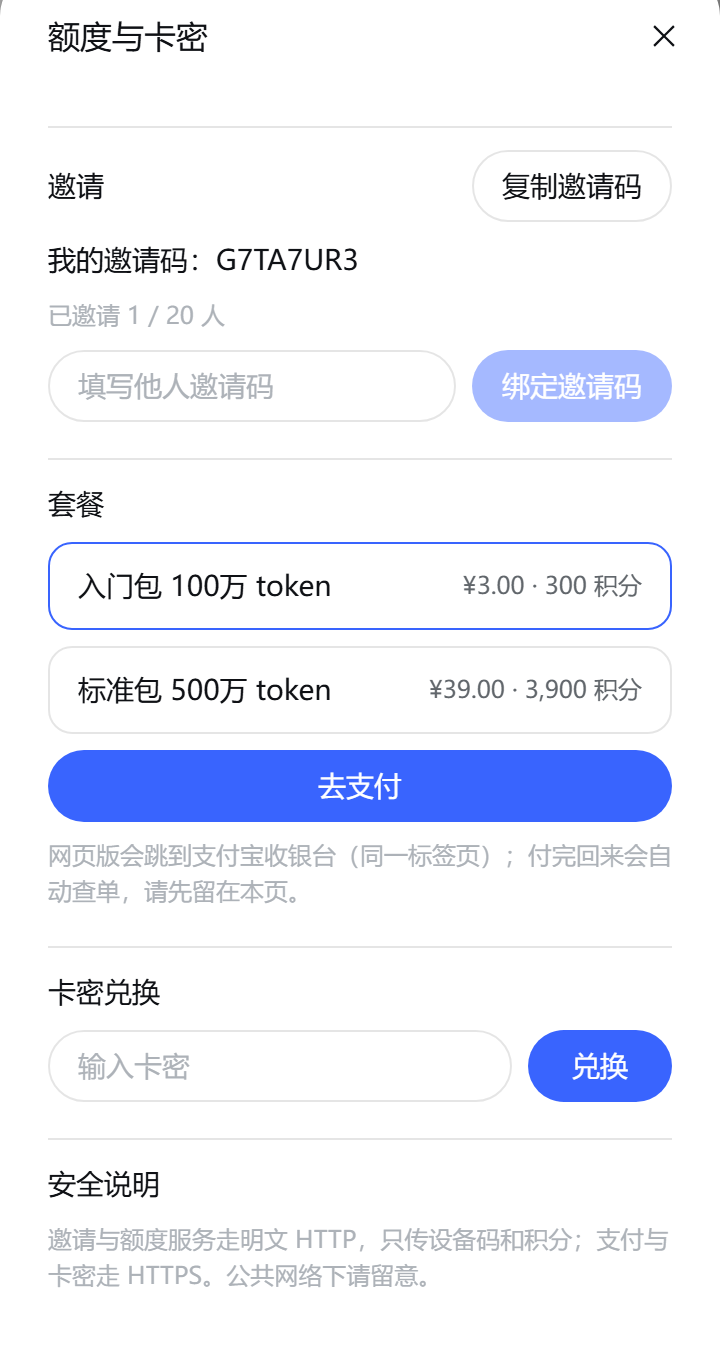 额度与卡密
邀请
复制邀请码
我的邀请码：G7TA7UR3
已邀请 1 / 20 人
填写他人邀请码
绑定邀请码
套餐
入门包 100万 token
¥3.00 · 300 积分
标准包 500万 token
¥39.00 · 3,900 积分
去支付
网页版会跳到支付宝收银台（同一标签页）；付完回来会自
动查单，请先留在本页。
卡密兑换
输入卡密
兑换
安全说明
邀请与额度服务走明文 HTTP，只传设备码和积分；支付与
卡密走 HTTPS。公共网络下请留意。